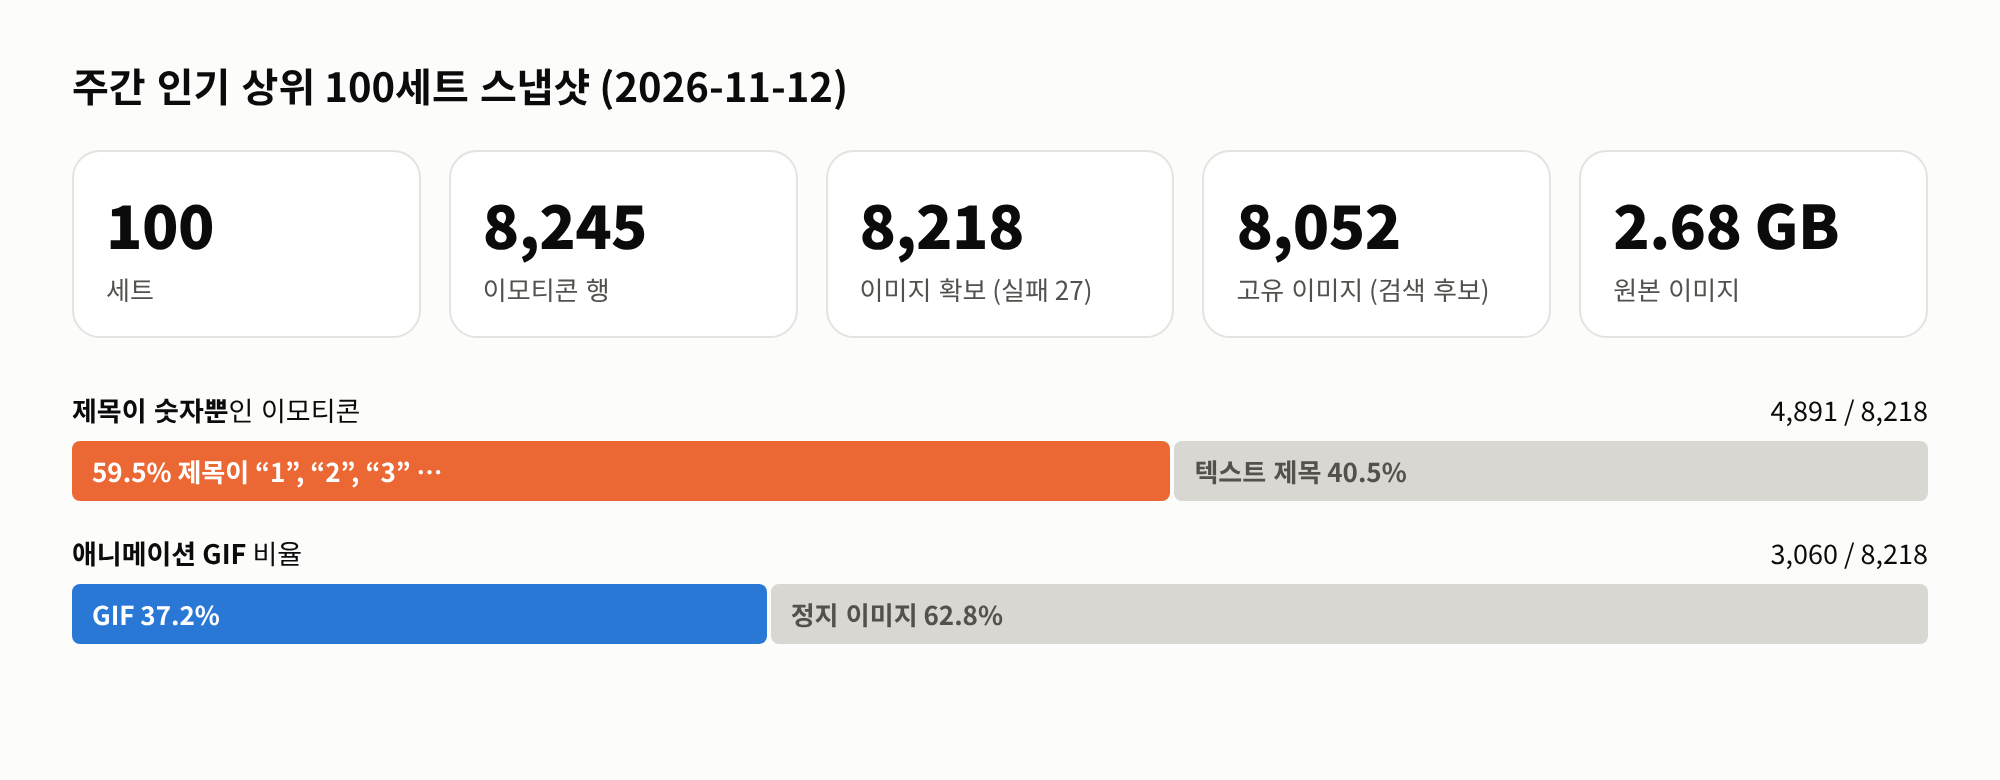 주간 인기 상위 100세트 스냅샷 (2026-11-12)
100
세트
8,245
이모티콘 행
8,218
이미지 확보 (실패 27)
8,052
고유 이미지 (검색 후보)
2.68 GB
원본 이미지
제목이 숫자뿐인 이모티콘
4,891 / 8,218
59.5% 제목이 “1”, “2”, “3” ⋯
텍스트 제목 40.5%
애니메이션 GIF 비율
3,060 / 8,218
GIF 37.2%
정지 이미지 62.8%